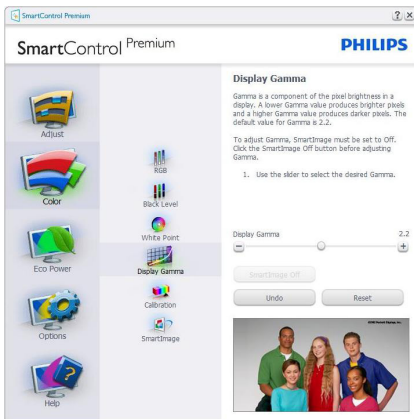 SmartControl Premium
SmartControl Premium
PHILIPS
Adjust
Color
Eco Power
Options
Help
RGB
Black Level
White Point
Display Gamma
Calibration
SmartImage
Display Gamma
Gamma is a component of the pixel brightness in a
display. A lower Gamma value produces brighter pixels
and a higher Gamma value produces darker pixels. The
default value for Gamma is 2.2.
To adjust Gamma, SmartImage must be set to Off.
Click the SmartImage Off button before adjusting
Gamma.
1. Use the slider to select the desired Gamma.
Display Gamma 2.2
SmartImage Off
Undo Reset